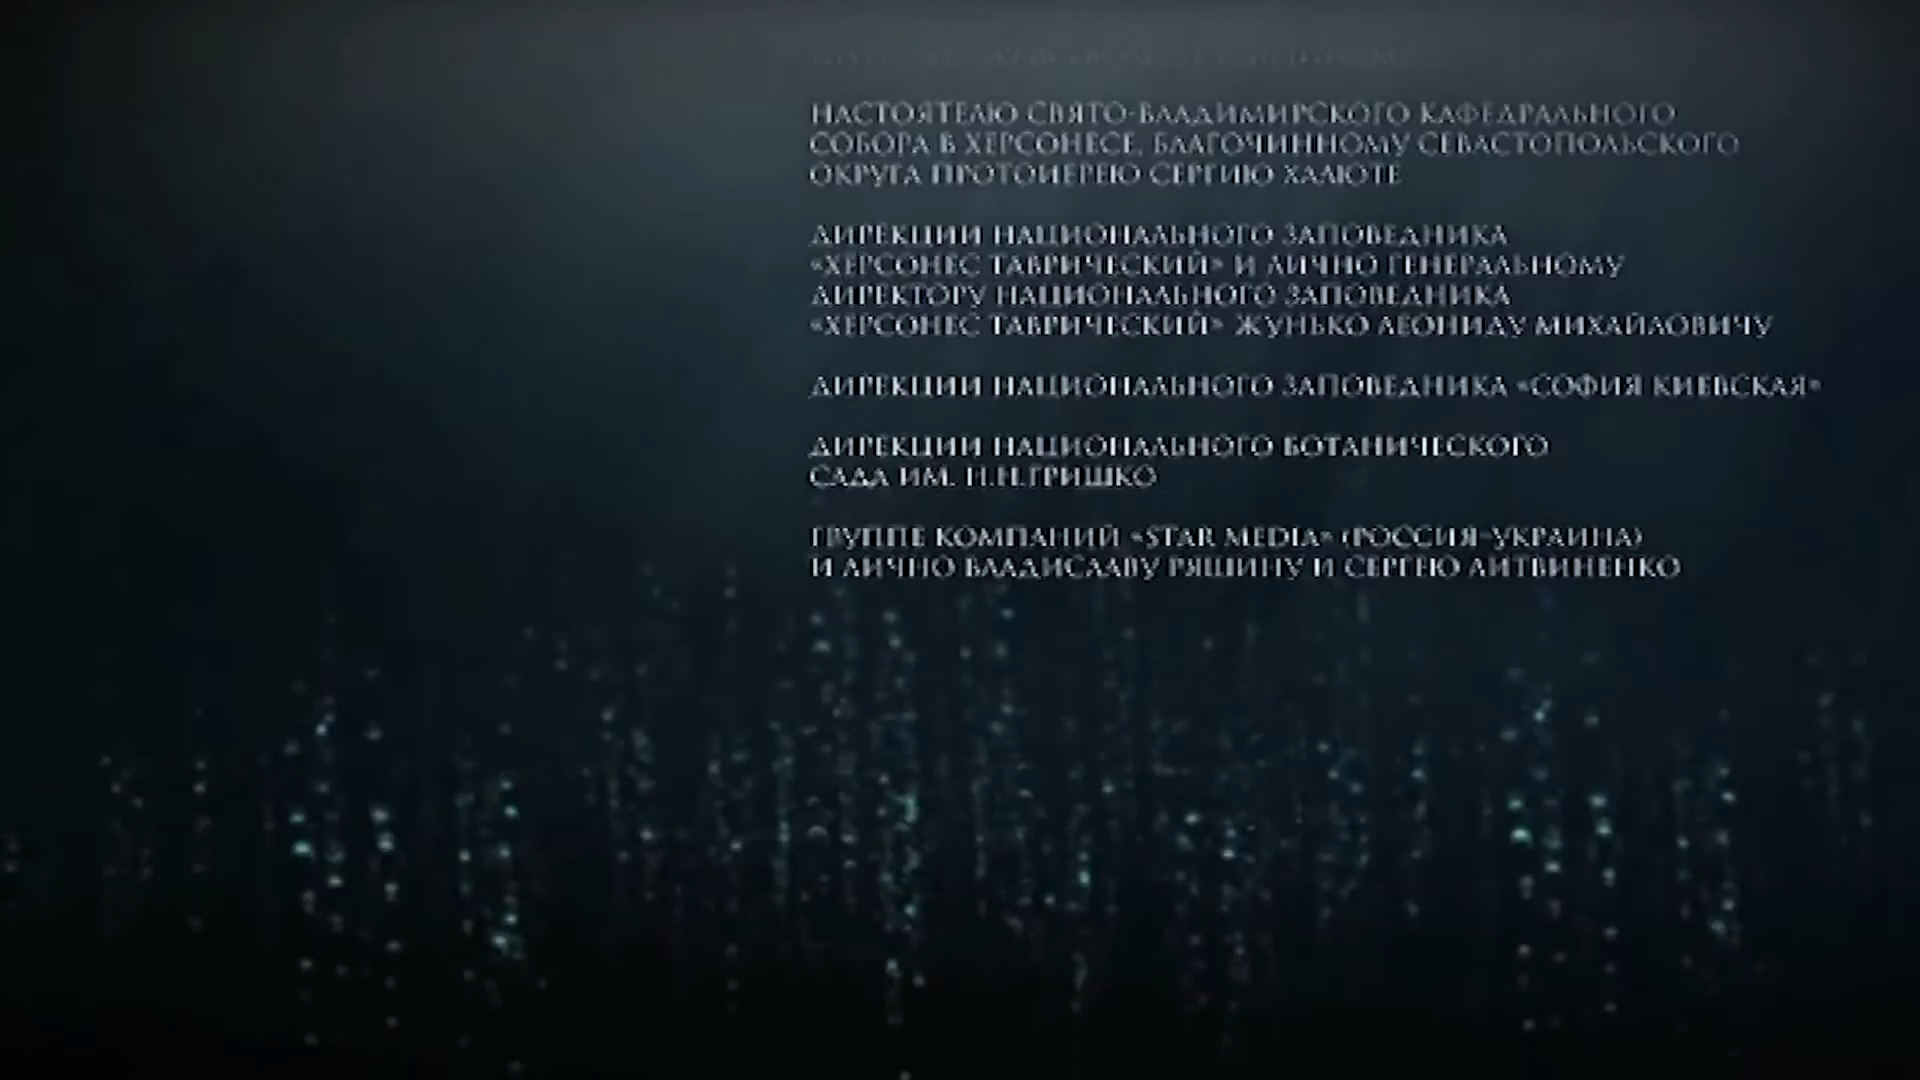 НАСТОЯТЕЛЮ СВЯТО-ВЛАДИМИРСКОГО КАФЕДРАЛЬНОГО
СОБОРА В ХЕРСОНЕСЕ, БЛАГОЧИННОМУ СЕВАСТОПОЛЬСКОГО
ОКРУГА ПРОТОИЕРЕЮ СЕРГИЮ ХАЛЮТЕ
ДИРЕКЦИИ НАЦИОНАЛЬНОГО ЗАПОВЕДНИКА
«ХЕРСОНЕС ТАВРИЧЕСКИЙ» И ЛИЧНО ГЕНЕРАЛЬНОМУ
ДИРЕКТОРУ НАЦИОНАЛЬНОГО ЗАПОВЕДНИКА
«ХЕРСОНЕС ТАВРИЧЕСКИЙ» ЖУНЬКО ЛЕОНИДУ МИХАЙЛОВИЧУ
ДИРЕКЦИИ НАЦИОНАЛЬНОГО ЗАПОВЕДНИКА «СОФИЯ КИЕВСКАЯ»
ДИРЕКЦИИ НАЦИОНАЛЬНОГО БОТАНИЧЕСКОГО
САДА ИМ. Н.Н.ГРИШКО
ГРУППЕ КОМПАНИЙ «STAR MEDIA» (РОССИЯ-УКРАИНА)
И ЛИЧНО ВЛАДИСЛАВУ РЯШИНУ И СЕРГЕЮ ЛИТВИНЕНКО